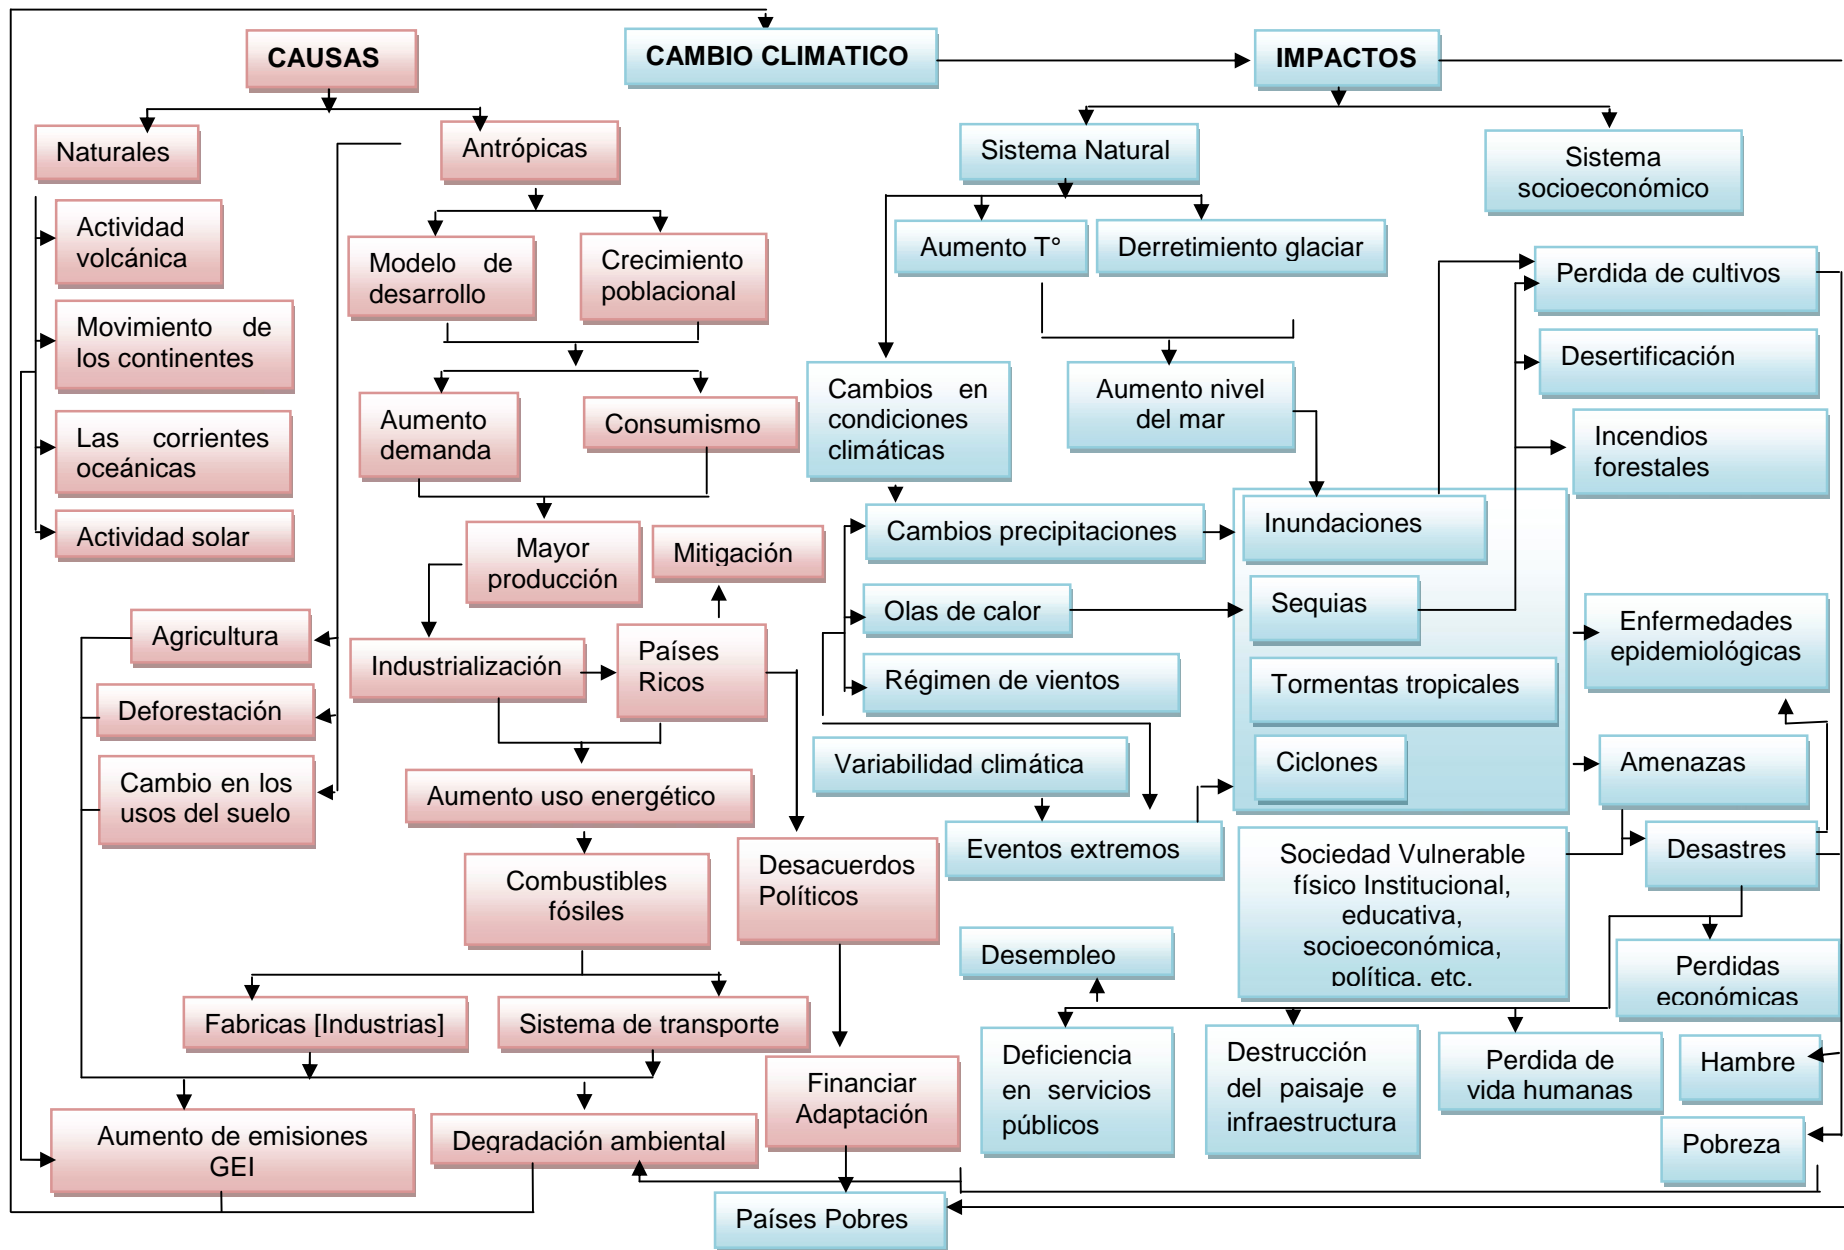 CAUSAS
CAMBIO CLIMATICO
IMPACTOS
Naturales
Antrópicas
Sistema Natural
Sistema
socioeconómico
Actividad
volcánica
Movimiento de
los continentes
Las corrientes
oceánicas
Actividad solar
Modelo de
desarrollo
Crecimiento
poblacional
Aumento
demanda
Consumismo
Mayor
producción
Mitigación
Agricultura
Deforestación
Cambio en los
usos del suelo
Industrialización
Países
Ricos
Aumento uso energético
Combustibles
fósiles
Desacuerdos
Políticos
Fabricas [Industrias]
Sistema de transporte
Financiar
Adaptación
Aumento de emisiones
GEI
Degradación ambiental
Países Pobres
Aumento T°
Derretimiento glaciar
Cambios en
condiciones
climáticas
Aumento nivel
del mar
Cambios precipitaciones
Olas de calor
Régimen de vientos
Variabilidad climática
Eventos extremos
Inundaciones
Sequias
Tormentas tropicales
Ciclones
Perdida de cultivos
Desertificación
Incendios
forestales
Enfermedades
epidemiológicas
Amenazas
Desastres
Sociedad Vulnerable
físico Institucional,
educativa,
socioeconómica,
política, etc.
Desempleo
Perdidas
económicas
Deficiencia
en servicios
públicos
Destrucción
del paisaje e
infraestructura
Perdida de
vida humanas
Hambre
Pobreza